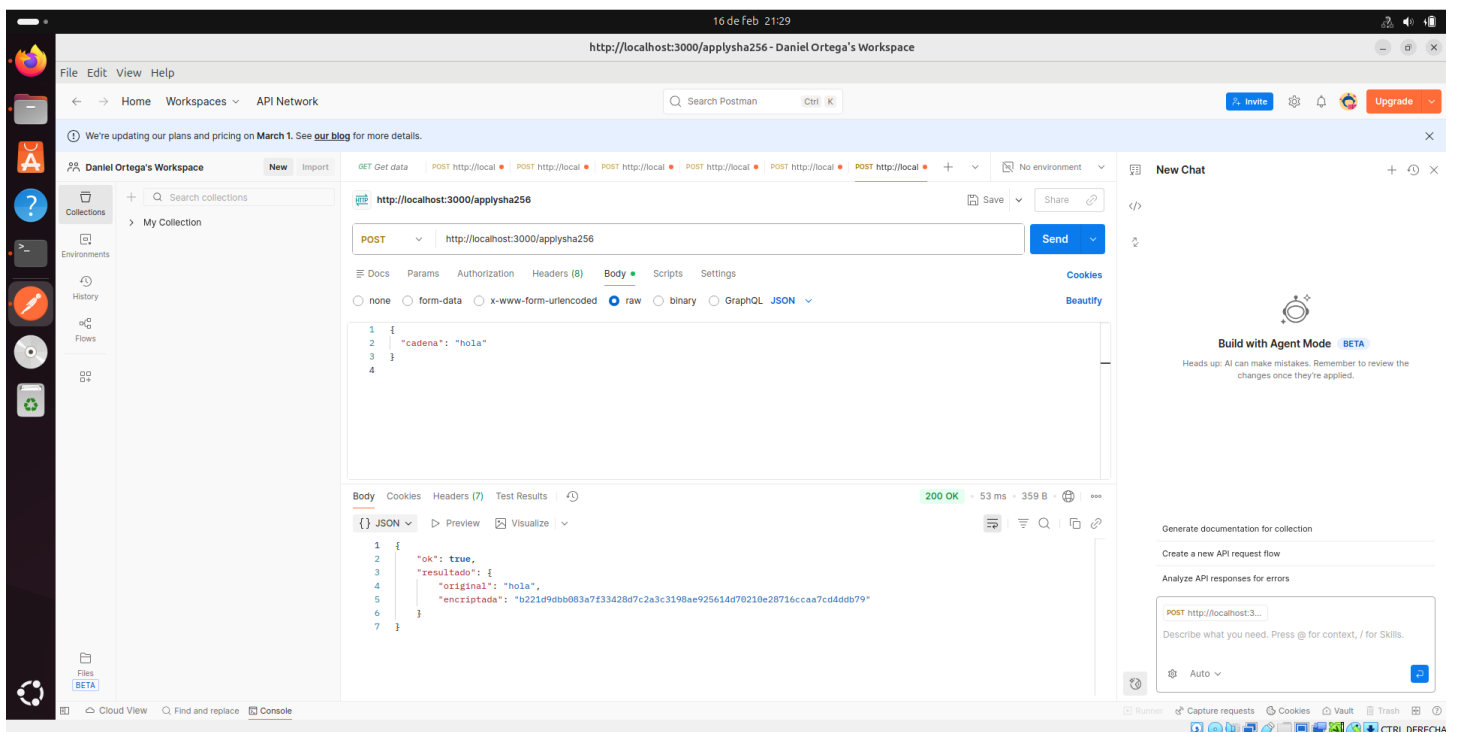 16 de feb 21:29
http://localhost:3000/applysha256 - Daniel Ortega's Workspace
File Edit View Help
Home Workspaces API Network
Search Postman Ctrl K
Invite
Upgrade
We're updating our plans and pricing on March 1. See our blog for more details.
Daniel Ortega's Workspace New Import
GET Get data POST http://local POST http://local POST http://local POST http://local POST http://local POST http://local
No environment
New Chat
Collections
Search collections
My Collection
Environments
History
Flows
Files
BETA
HTTP http://localhost:3000/applysha256
Save Share
POST http://localhost:3000/applysha256
Send
Docs Params Authorization Headers (8) Body Scripts Settings
Cookies
none form-data x-www-form-urlencoded raw binary GraphQL JSON
Beautify
1 {
2 "cadena": "hola"
3 }
4
Body Cookies Headers (7) Test Results
200 OK 53 ms 359 B
{} JSON Preview Visualize
1 {
2 "ok": true,
3 "resultado": {
4 "original": "hola",
5 "encriptada": "b221d9dbb083a7f33428d7c2a3c3198ae925614d70210e28716ccaa7cd4ddb79"
6 }
7 }
Build with Agent Mode BETA
Heads up: AI can make mistakes. Remember to review the
changes once they're applied.
Generate documentation for collection
Create a new API request flow
Analyze API responses for errors
POST http://localhost:3...
Describe what you need. Press @ for context, / for Skills.
Auto
Cloud View Find and replace Console
Runner Capture requests Cookies Vault Trash
CTRL DERECHA